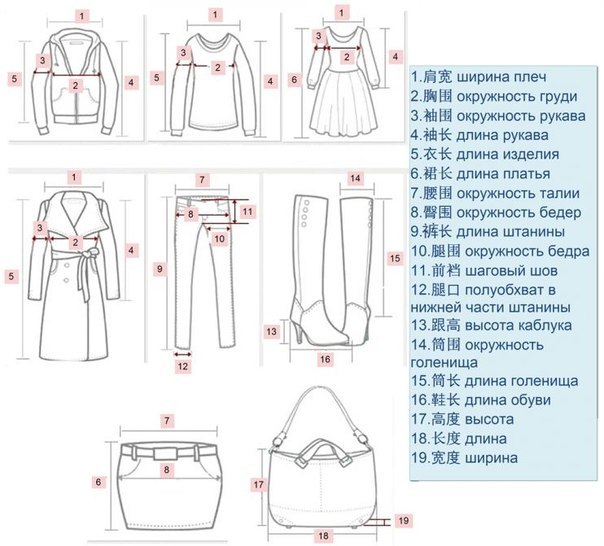 1
3
5
2
4
1
3
5
2
4
1
3
2
6
4
1
3
2
5
4
7
8
11
10
9
12
14
15
13
16
7
8
6
17
19
18
1.肩宽 ширина плеч
2.胸围 окружность груди
3.袖围 окружность рукава
4.袖长 длина рукава
5.衣长 длина изделия
6.裙长 длина платья
7.腰围 окружность талии
8.臀围 окружность бедер
9.裤长 длина штанины
10.腿围 окружность бедра
11.前裆 шаговый шов
12.腿口 полуобхват в
нижней части штанины
13.跟高 высота каблука
14.筒围 окружность
голенища
15.筒长 длина голенища
16.鞋长 длина обуви
17.高度 высота
18.长度 длина
19.宽度 ширина